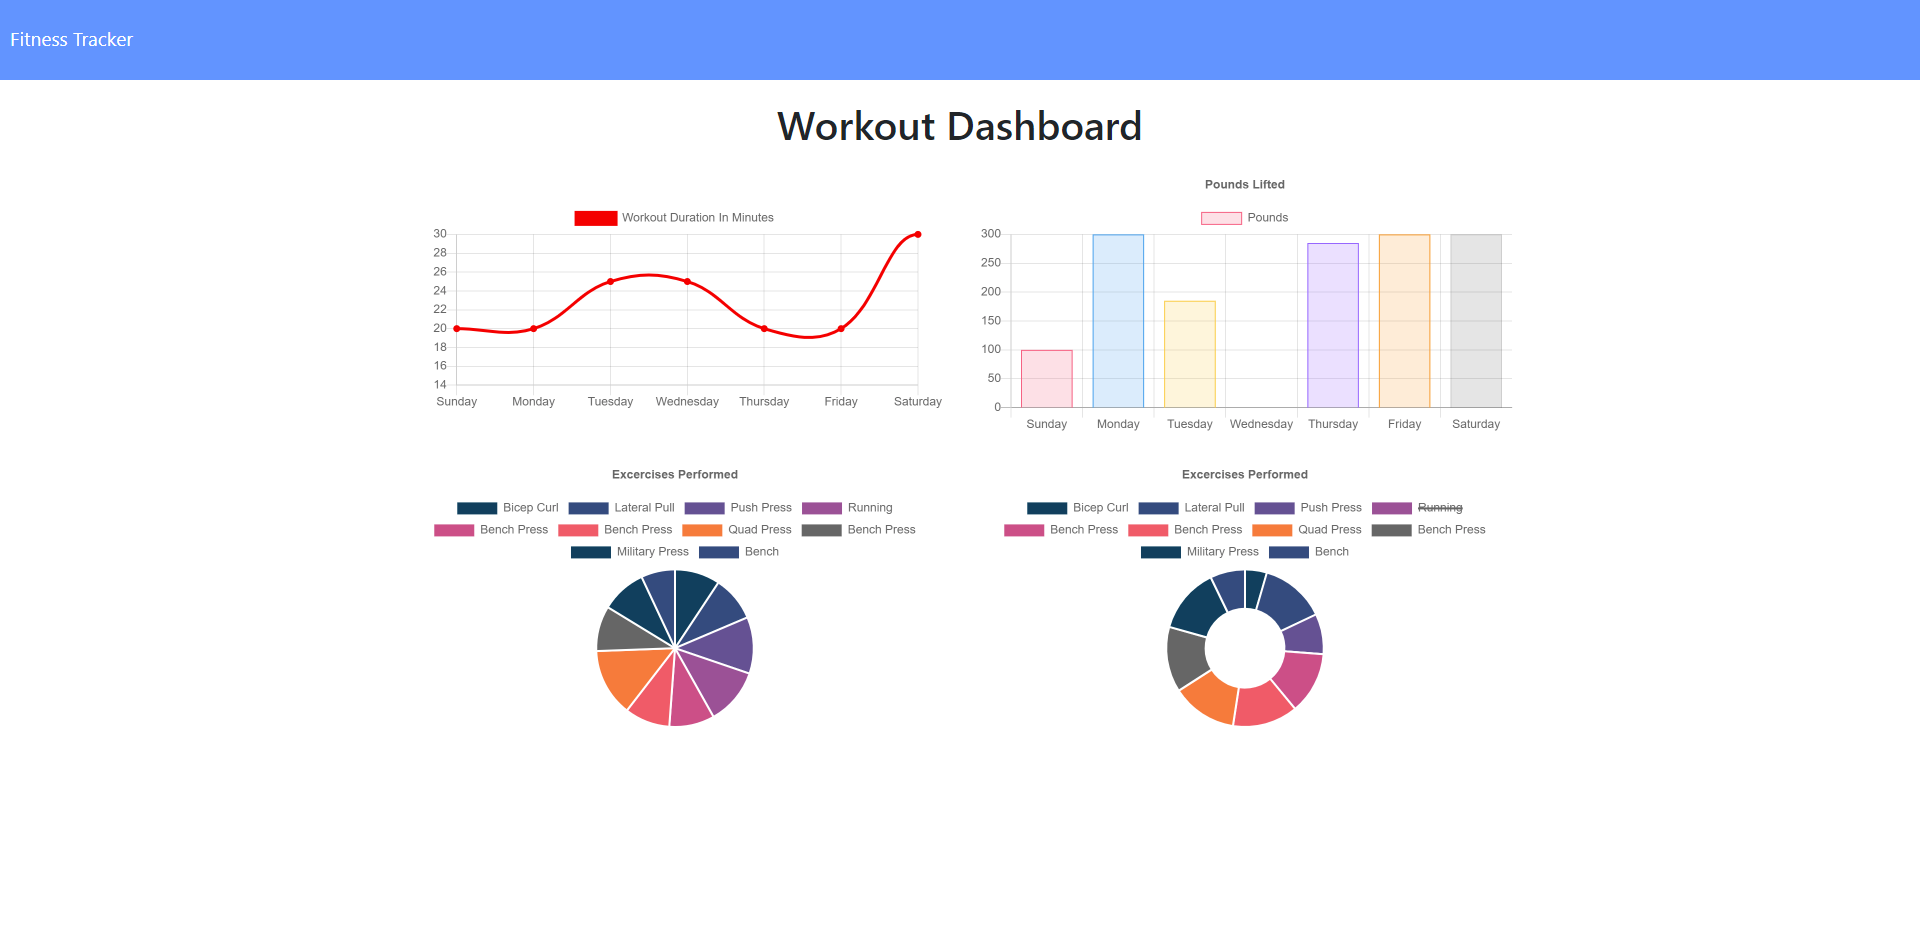 Fitness Tracker
Workout Dashboard
Workout Duration In Minutes
30
28
26
24
22
20
18
16
14
Sunday Monday Tuesday Wednesday Thursday Friday Saturday
Pounds Lifted
Pounds
300
250
200
150
100
50
0
Sunday Monday Tuesday Wednesday Thursday Friday Saturday
Excercises Performed
Bicep Curl Lateral Pull Push Press Running
Bench Press Bench Press Quad Press Bench Press
Military Press Bench
Excercises Performed
Bicep Curl Lateral Pull Push Press Running
Bench Press Bench Press Quad Press Bench Press
Military Press Bench